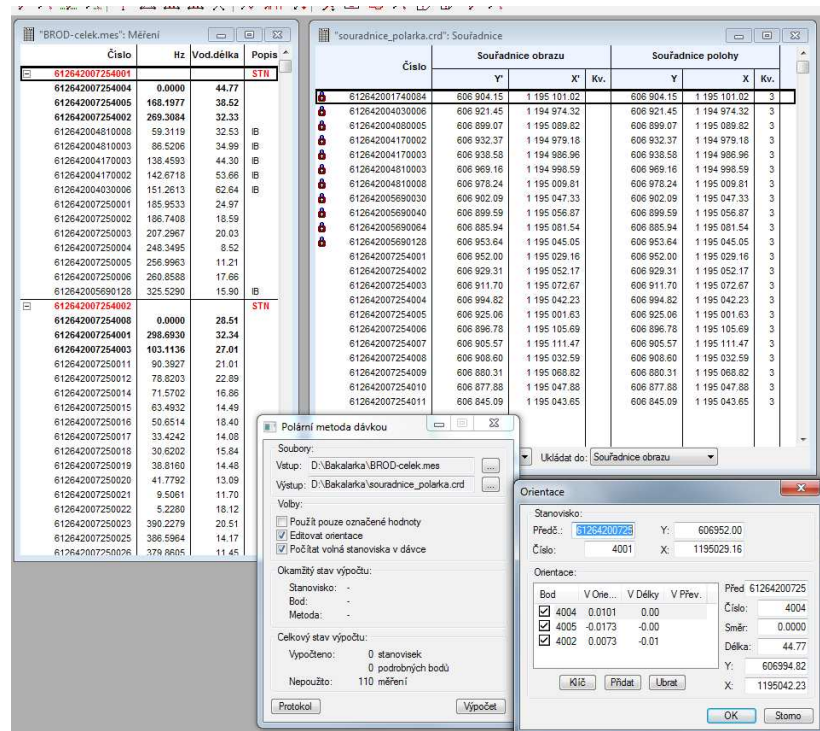 "BROD-celek.mes": Měření
Číslo Hz Vod.délka Popis
612642007254001 STN
612642007254004 0.0000 44.77
612642007254005 168.1977 38.52
612642007254002 269.3084 32.33
612642004810008 59.3119 32.53 IB
612642004810003 86.5206 34.99 IB
612642004170003 138.4593 44.30 IB
612642004170002 142.6718 53.66 IB
612642004030006 151.2613 62.64 IB
612642007250001 185.9533 24.97
612642007250002 186.7408 18.59
612642007250003 207.2967 20.03
612642007250004 248.3495 8.52
612642007250005 256.9963 11.21
612642007250006 260.8588 17.66
612642005690128 325.5290 15.90 IB
612642007254002 STN
612642007254008 0.0000 28.51
612642007254001 298.6930 32.34
612642007254003 103.1136 27.01
612642007250011 90.3927 21.01
612642007250012 78.8203 22.89
612642007250014 71.5702 16.86
612642007250015 63.4932 14.49
612642007250016 50.6514 18.40
612642007250017 33.4242 14.08
612642007250018 30.6202 15.84
612642007250019 38.8160 14.48
612642007250020 41.7792 13.09
612642007250021 9.5061 11.70
612642007250022 5.2280 18.12
612642007250023 390.2279 20.51
612642007250025 386.5964 14.17
612642007250026 379.8605 11.45
"souradnice_polarka.crd": Souřadnice
Číslo Souřadnice obrazu Souřadnice polohy
Y' X' Kv. Y X Kv.
612642001740084 606 904.15 1 195 101.02 606 904.15 1 195 101.02 3
612642004030006 606 921.45 1 194 974.32 606 921.45 1 194 974.32 3
612642004080005 606 899.07 1 195 089.82 606 899.07 1 195 089.82 3
612642004170002 606 932.37 1 194 979.18 606 932.37 1 194 979.18 3
612642004170003 606 938.58 1 194 986.96 606 938.58 1 194 986.96 3
612642004810003 606 969.16 1 194 998.59 606 969.16 1 194 998.59 3
612642004810008 606 978.24 1 195 009.81 606 978.24 1 195 009.81 3
612642005690030 606 902.09 1 195 047.33 606 902.09 1 195 047.33 3
612642005690040 606 899.59 1 195 056.87 606 899.59 1 195 056.87 3
612642005690064 606 885.94 1 195 081.54 606 885.94 1 195 081.54 3
612642005690128 606 953.64 1 195 045.05 606 953.64 1 195 045.05 3
612642007254001 606 952.00 1 195 029.16 606 952.00 1 195 029.16 3
612642007254002 606 929.31 1 195 052.17 606 929.31 1 195 052.17 3
612642007254003 606 911.70 1 195 072.67 606 911.70 1 195 072.67 3
612642007254004 606 994.82 1 195 042.23 606 994.82 1 195 042.23 3
612642007254005 606 925.06 1 195 001.63 606 925.06 1 195 001.63 3
612642007254006 606 896.78 1 195 105.69 606 896.78 1 195 105.69 3
612642007254007 606 905.57 1 195 111.47 606 905.57 1 195 111.47 3
612642007254008 606 908.60 1 195 032.59 606 908.60 1 195 032.59 3
612642007254009 606 880.31 1 195 068.82 606 880.31 1 195 068.82 3
612642007254010 606 877.88 1 195 047.88 606 877.88 1 195 047.88 3
612642007254011 606 845.09 1 195 043.65 606 845.09 1 195 043.65 3
Ukládat do: Souřadnice obrazu
Polární metoda dávkou
Soubory:
Vstup: D:\Bakalarka\BROD-celek.mes ...
Výstup: D:\Bakalarka\souradnice_polarka.crd ...
Volby:
Použít pouze označené hodnoty
Editovat orientace
Počítat volná stanoviska v dávce
Okamžitý stav výpočtu:
Stanovisko: -
Bod: -
Metoda: -
Celkový stav výpočtu:
Vypočteno: 0 stanovisek
0 podrobných bodů
Nepoužito: 110 měření
Protokol Výpočet
Orientace
Stanovisko:
Předč.: 61264200725 Y: 606952.00
Číslo: 4001 X: 1195029.16
Orientace:
Bod V Orie... V Délky V Přev.
4004 0.0101 0.00
4005 -0.0173 -0.00
4002 0.0073 -0.01
Klíč Přidat Ubrat
Před 61264200725
Číslo: 4004
Směr: 0.0000
Délka: 44.77
Y: 606994.82
X: 1195042.23
OK Storno